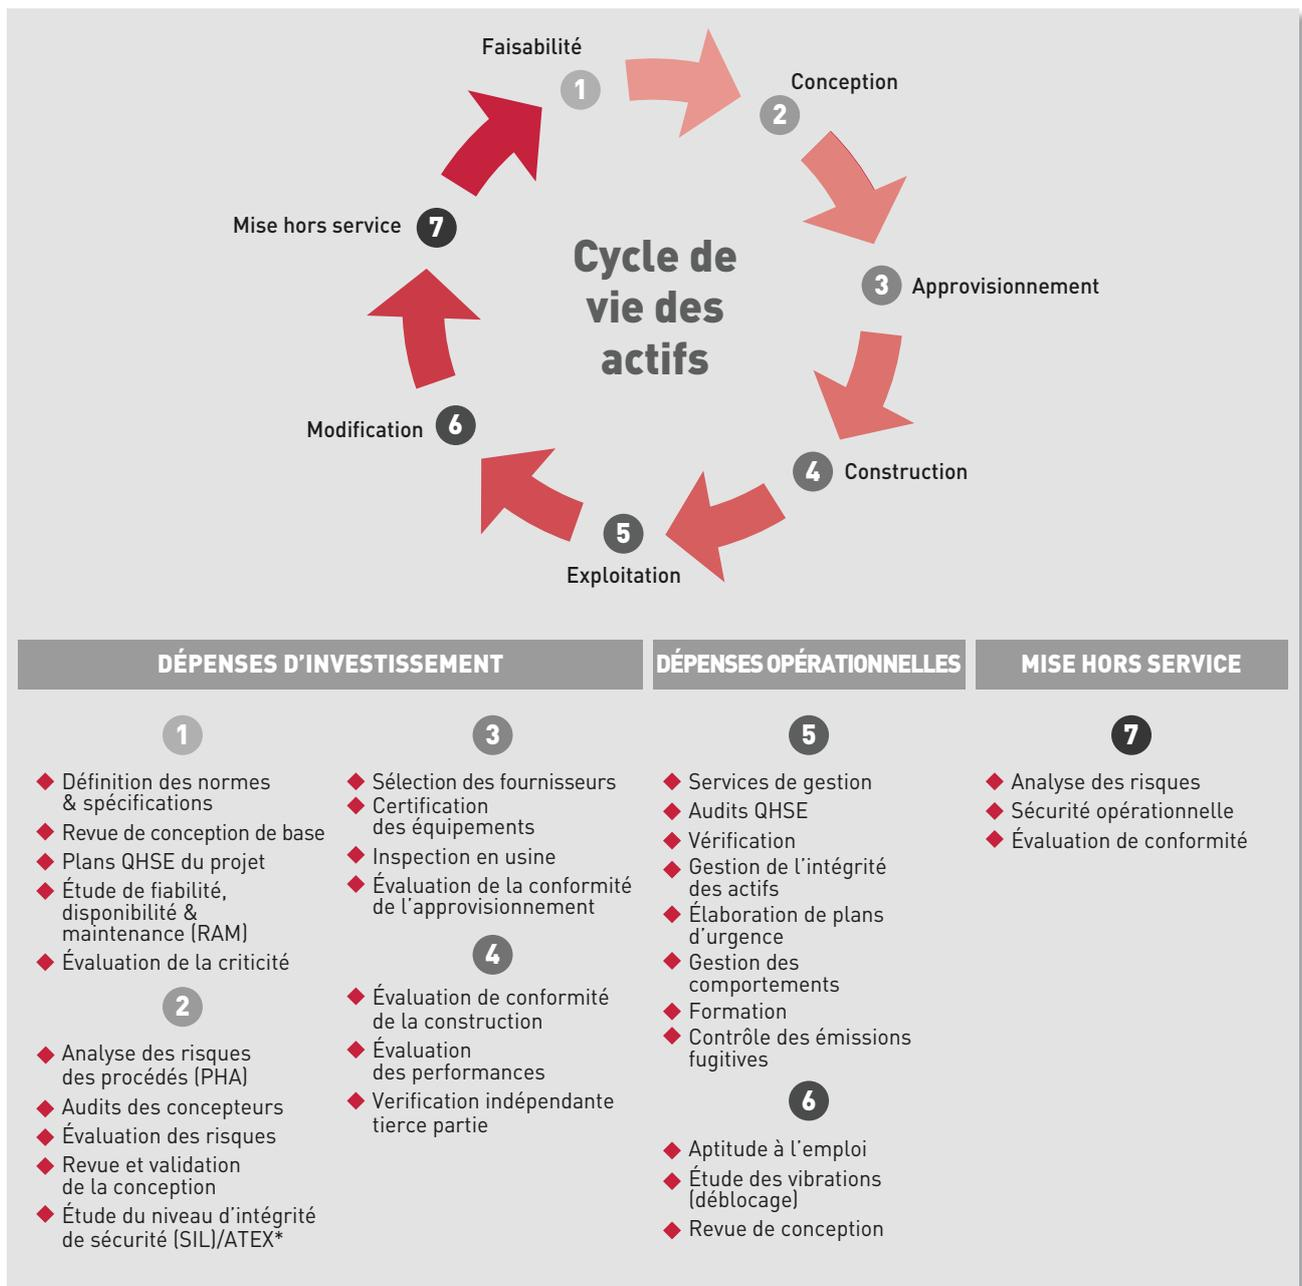 Faisabilité
1
Conception
2
Mise hors service
7
Cycle de
vie des
actifs
3
Approvisionnement
Modification
6
4
Construction
5
Exploitation
DÉPENSES D’INVESTISSEMENT
1
Définition des normes
& spécifications
Revue de conception de base
Plans QHSE du projet
Étude de fiabilité,
disponibilité &
maintenance (RAM)
Évaluation de la criticité
2
Analyse des risques
des procédés (PHA)
Audits des concepteurs
Évaluation des risques
Revue et validation
de la conception
Étude du niveau d’intégrité
de sécurité (SIL)/ATEX*
3
Sélection des fournisseurs
Certification
des équipements
Inspection en usine
Évaluation de la conformité
de l’approvisionnement
4
Évaluation de conformité
de la construction
Évaluation
des performances
Verification indépendante
tierce partie
DÉPENSES OPÉRATIONNELLES
5
Services de gestion
Audits QHSE
Vérification
Gestion de l’intégrité
des actifs
Élaboration de plans
d’urgence
Gestion des
comportements
Formation
Contrôle des émissions
fugitives
6
Aptitude à l’emploi
Étude des vibrations
(déblocage)
Revue de conception
MISE HORS SERVICE
7
Analyse des risques
Sécurité opérationnelle
Évaluation de conformité